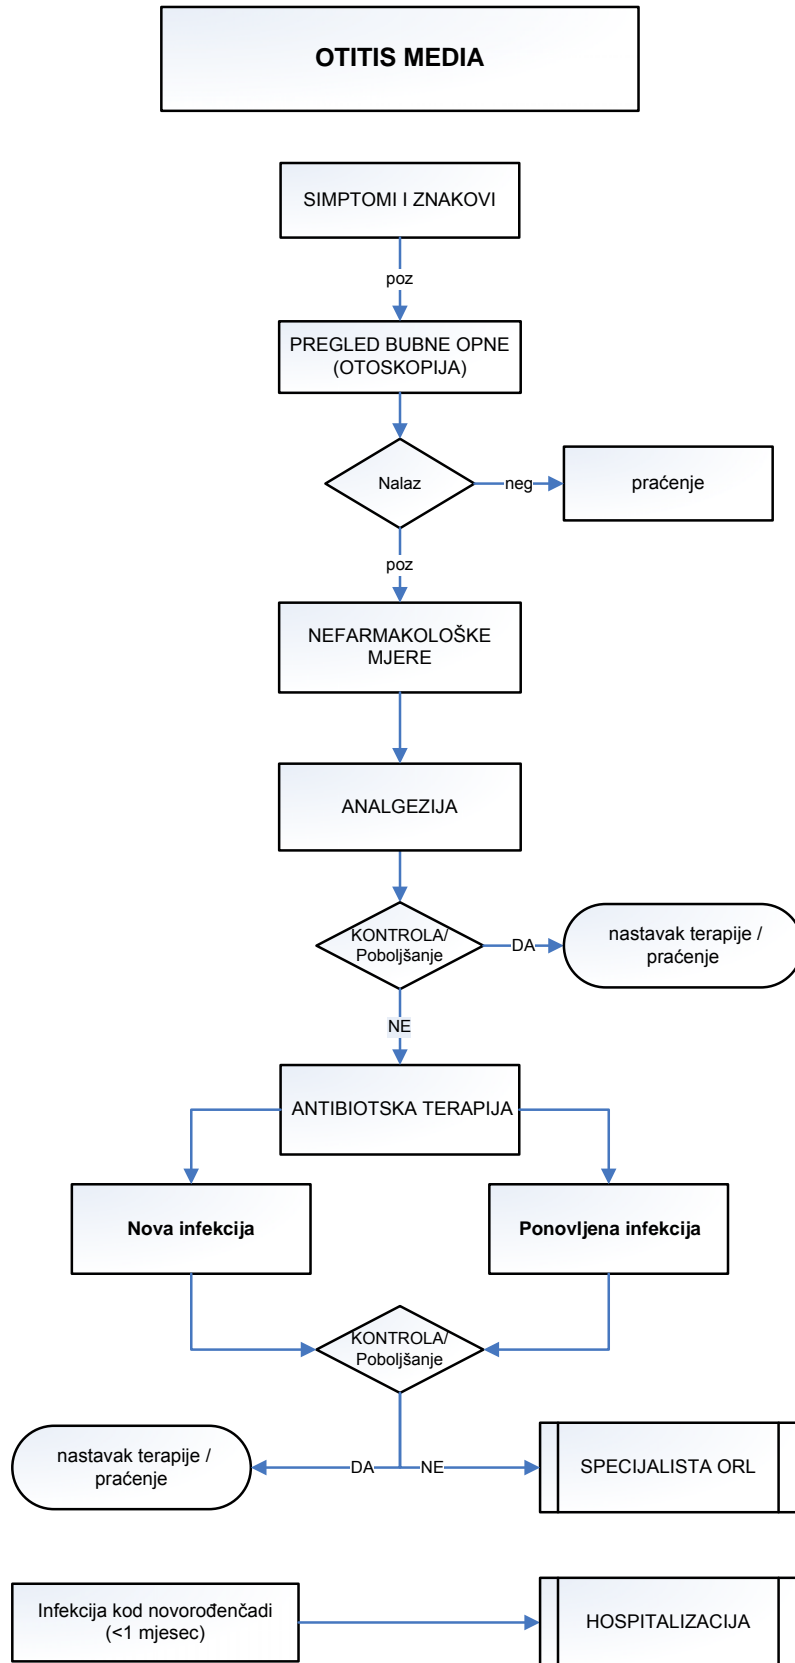 OTITIS MEDIA
SIMPTOMI I ZNAKOVI
poz
PREGLED BUBNE OPNE
(OTOSKOPIJA)
Nalaz
neg
praćenje
poz
NEFARMAKOLOŠKE
MJERE
ANALGEZIJA
KONTROLA/
Poboljšanje
DA
nastavak terapije /
praćenje
NE
ANTIBIOTSKA TERAPIJA
Nova infekcija
Ponovljena infekcija
KONTROLA/
Poboljšanje
nastavak terapije /
praćenje
DA
NE
SPECIJALISTA ORL
Infekcija kod novorođenčadi
(<1 mjesec)
HOSPITALIZACIJA